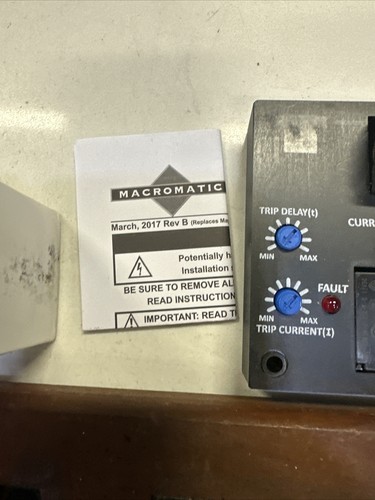 MACROMATIC
March, 2017 Rev B (Replaces Ma
Potentially h
Installation
BE SURE TO REMOVE AL
READ INSTRUCTION
IMPORTANT: READ T
TRIP DELAY(t)
MIN MAX
CURR
FAULT
MIN MAX
TRIP CURRENT(I)